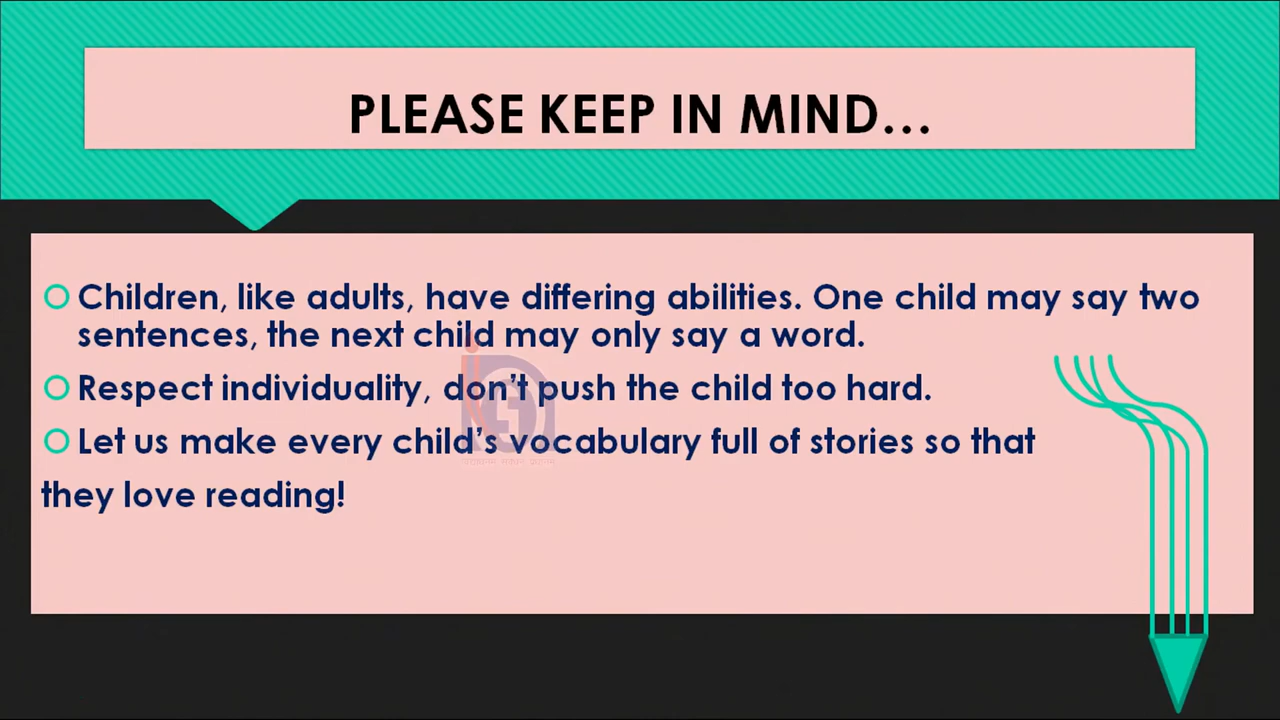 PLEASE KEEP IN MIND...
Children, like adults, have differing abilities. One child may say two
sentences, the next child may only say a word.
Respect individuality, don't push the child too hard.
Let us make every child's vocabulary full of stories so that
they love reading!